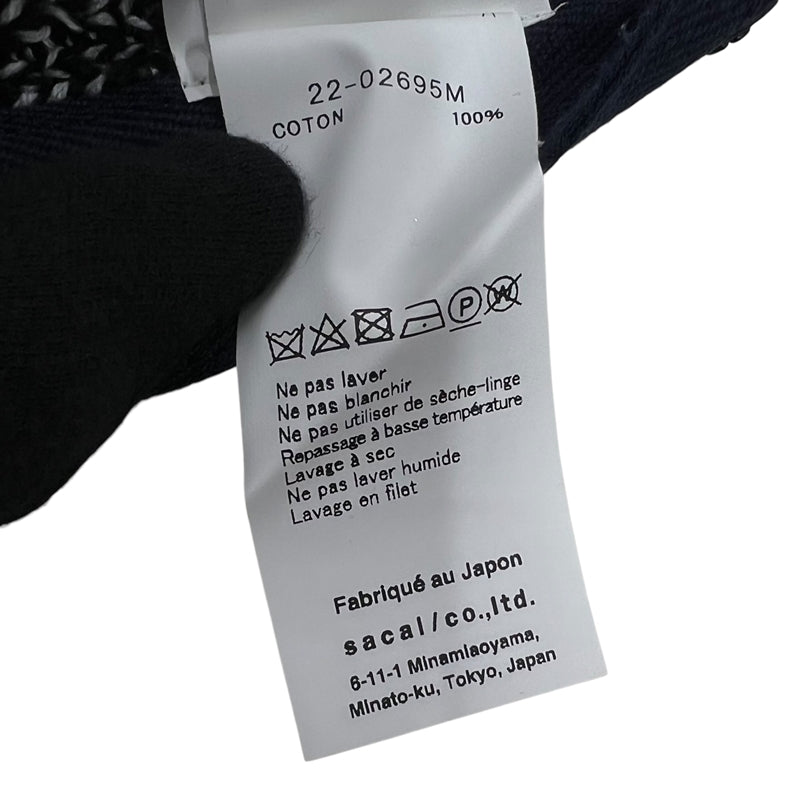 22-02695M
COTON 100%
P W
Ne pas laver
Ne pas blanchir
Ne pas utiliser de sèche-linge
Repassage à basse température
Lavage à sec
Ne pas laver humide
Lavage en filet
Fabriqué au Japon
sacai/co.,ltd.
6-11-1 Minamiaoyama,
Minato-ku, Tokyo, Japan